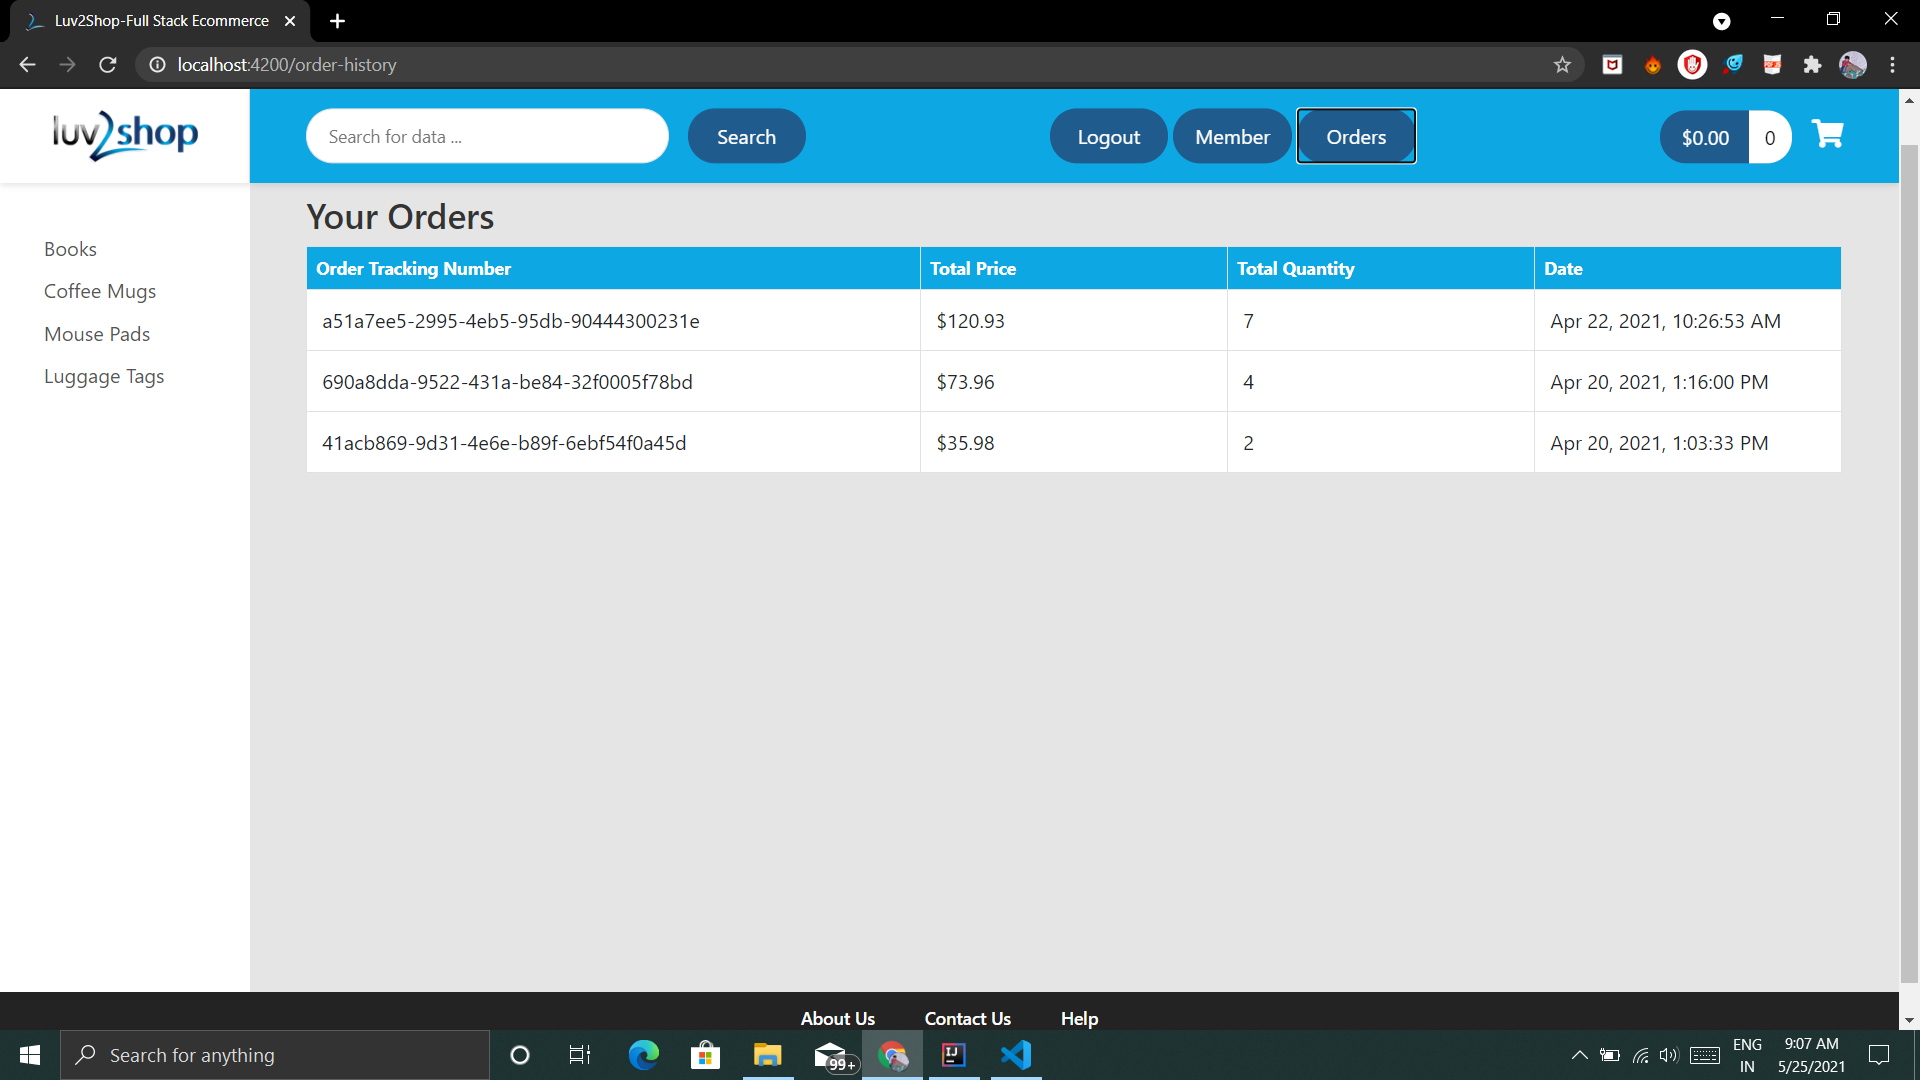 Luv2Shop-Full Stack Ecommerce
localhost:4200/order-history
luv2shop
Search for data ...
Search
Logout
Member
Orders
$0.00
0
Books
Coffee Mugs
Mouse Pads
Luggage Tags
Your Orders
Order Tracking Number Total Price Total Quantity Date
a51a7ee5-2995-4eb5-95db-90444300231e $120.93 7 Apr 22, 2021, 10:26:53 AM
690a8dda-9522-431a-be84-32f0005f78bd $73.96 4 Apr 20, 2021, 1:16:00 PM
41acb869-9d31-4e6e-b89f-6ebf54f0a45d $35.98 2 Apr 20, 2021, 1:03:33 PM
About Us Contact Us Help
Search for anything
99+
IJ
ENG
IN
9:07 AM
5/25/2021